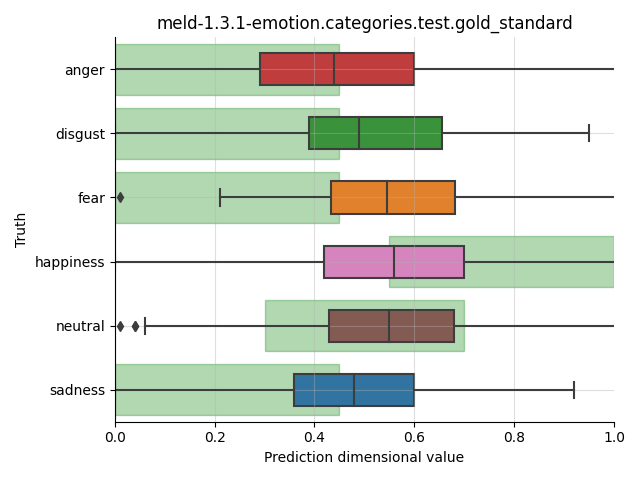 meld-1.3.1-emotion.categories.test.gold_standard
anger
disgust
fear
happiness
neutral
sadness
Truth
0.0 0.2 0.4 0.6 0.8 1.0
Prediction dimensional value